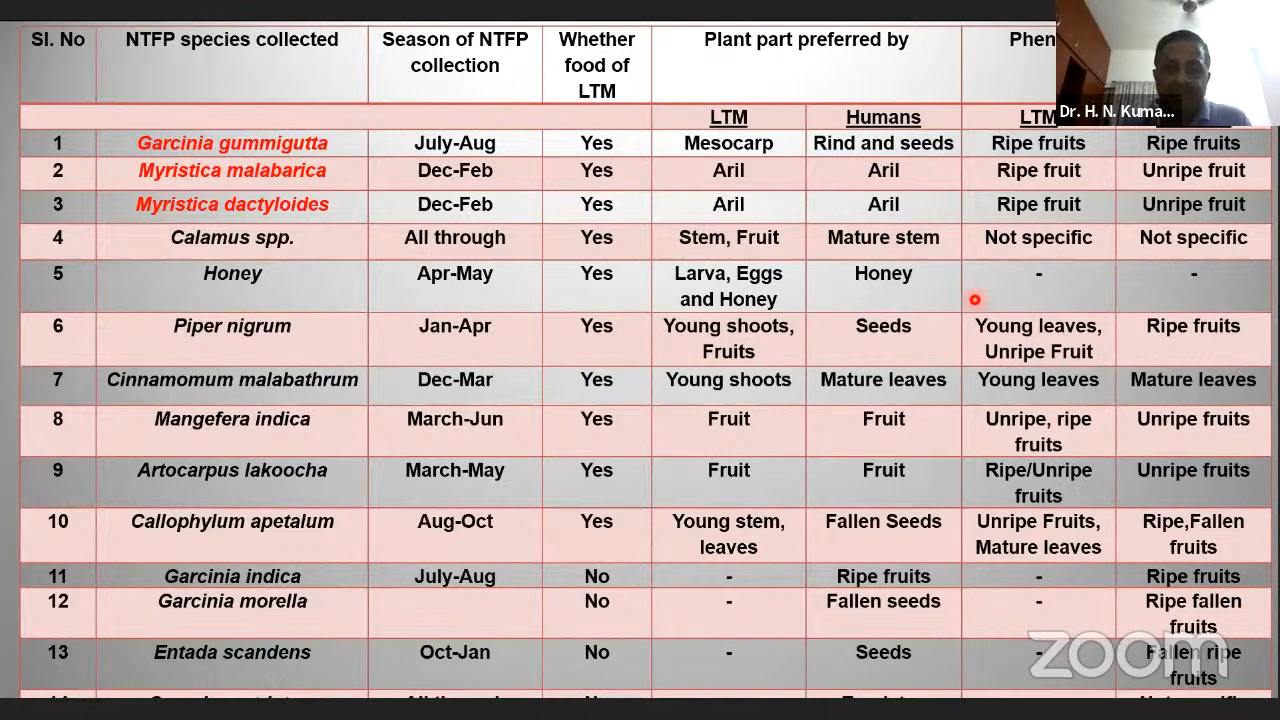 Sl. No NTFP species collected Season of NTFP collection Whether food of LTM Plant part preferred by
Dr. H. N. Kuma...
LTM Humans LTM
1 Garcinia gummigutta July-Aug Yes Mesocarp Rind and seeds Ripe fruits Ripe fruits
2 Myristica malabarica Dec-Feb Yes Aril Aril Ripe fruit Unripe fruit
3 Myristica dactyloides Dec-Feb Yes Aril Aril Ripe fruit Unripe fruit
4 Calamus spp. All through Yes Stem, Fruit Mature stem Not specific Not specific
5 Honey Apr-May Yes Larva, Eggs and Honey Honey - -
6 Piper nigrum Jan-Apr Yes Young shoots, Fruits Seeds Young leaves, Unripe Fruit Ripe fruits
7 Cinnamomum malabathrum Dec-Mar Yes Young shoots Mature leaves Young leaves Mature leaves
8 Mangefera indica March-Jun Yes Fruit Fruit Unripe, ripe fruits Unripe fruits
9 Artocarpus lakoocha March-May Yes Fruit Fruit Ripe/Unripe fruits Unripe fruits
10 Callophylum apetalum Aug-Oct Yes Young stem, leaves Fallen Seeds Unripe Fruits, Mature leaves Ripe,Fallen fruits
11 Garcinia indica July-Aug No - Ripe fruits - Ripe fruits
12 Garcinia morella No - Fallen seeds - Ripe fallen fruits
13 Entada scandens Oct-Jan No - Seeds - Fallen ripe fruits
zoom